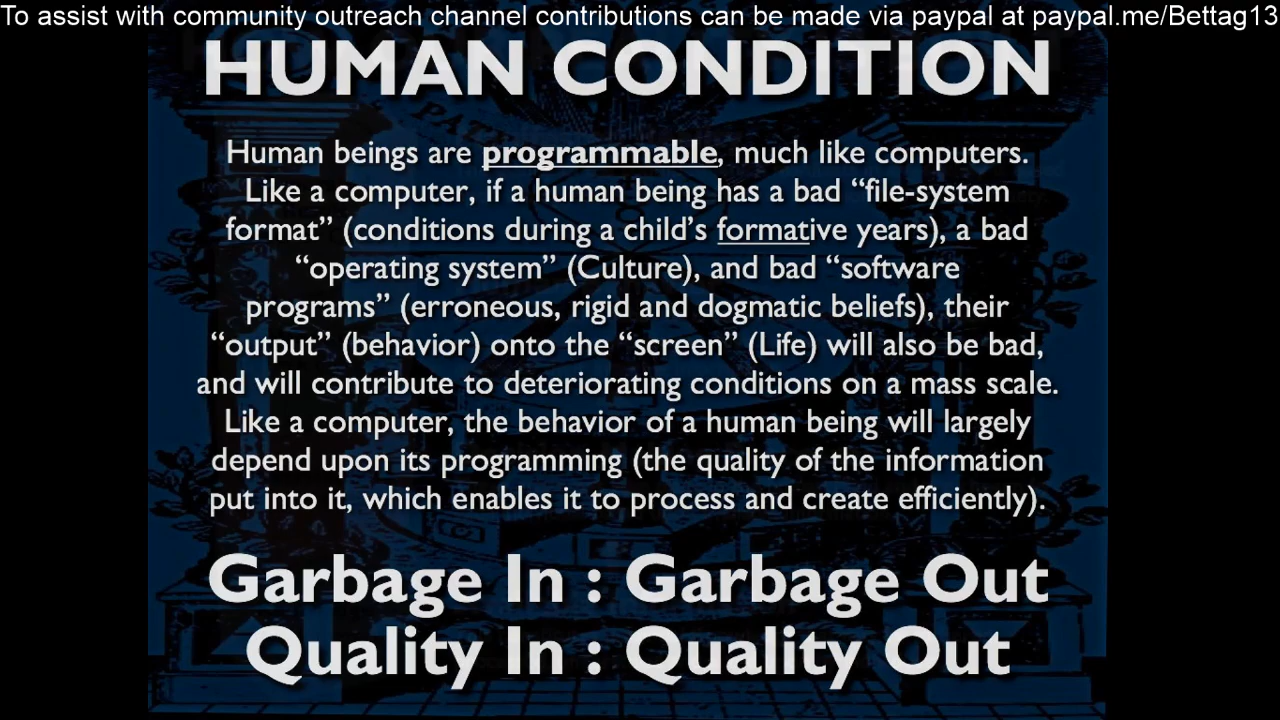 To assist with community outreach channel contributions can be made via paypal at paypal.me/Bettag13
HUMAN CONDITION
Human beings are programmable, much like computers.
Like a computer, if a human being has a bad “file-system
format” (conditions during a child’s formative years), a bad
“operating system” (Culture), and bad “software
programs” (erroneous, rigid and dogmatic beliefs), their
“output” (behavior) onto the “screen” (Life) will also be bad,
and will contribute to deteriorating conditions on a mass scale.
Like a computer, the behavior of a human being will largely
depend upon its programming (the quality of the information
put into it, which enables it to process and create efficiently).
Garbage In : Garbage Out
Quality In : Quality Out